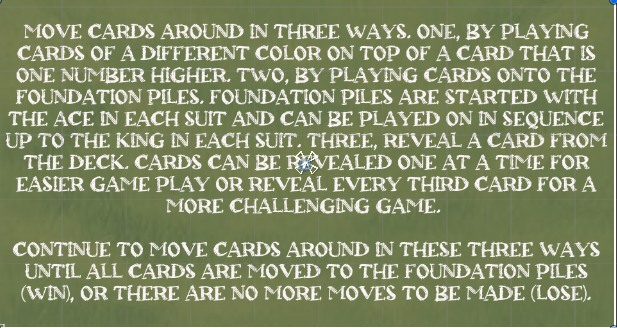 MOVE CARDS AROUND IN THREE WAYS. ONE, BY PLAYING
CARDS OF A DIFFERENT COLOR ON TOP OF A CARD THAT IS
ONE NUMBER HIGHER. TWO, BY PLAYING CARDS ONTO THE
FOUNDATION PILES. FOUNDATION PILES ARE STARTED WITH
THE ACE IN EACH SUIT AND CAN BE PLAYED ON IN SEQUENCE
UP TO THE KING IN EACH SUIT. THREE, REVEAL A CARD FROM
THE DECK. CARDS CAN BE REVEALED ONE AT A TIME FOR
EASIER GAME PLAY OR REVEAL EVERY THIRD CARD FOR A
MORE CHALLENGING GAME.
CONTINUE TO MOVE CARDS AROUND IN THESE THREE WAYS
UNTIL ALL CARDS ARE MOVED TO THE FOUNDATION PILES
(WIN), OR THERE ARE NO MORE MOVES TO BE MADE (LOSE).